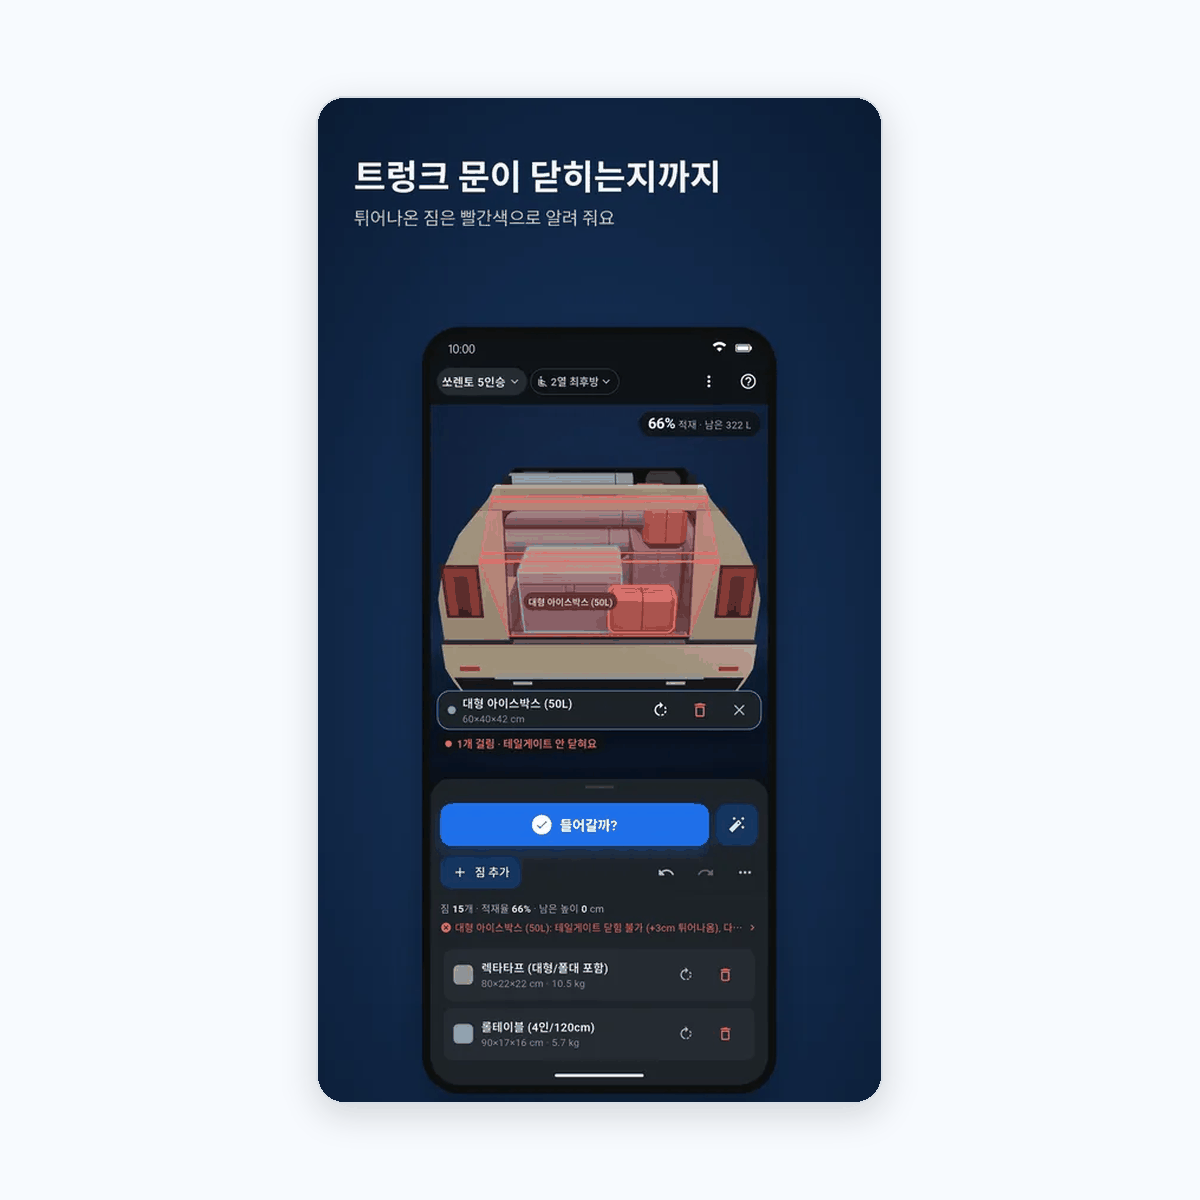 트렁크 문이 닫히는지까지
튀어나온 짐은 빨간색으로 알려 줘요
10:00
쏘렌토 5인승
2열 최후방
66% 적재 · 남은 322 L
대형 아이스박스 (50L)
대형 아이스박스 (50L)
60×40×42 cm
1개 걸림 · 테일게이트 안 닫혀요
들어갈까?
+ 짐 추가
짐 15개 · 적재율 66% · 남은 높이 0 cm
대형 아이스박스 (50L): 테일게이트 닫힘 불가 (+3cm 튀어나옴), 다…
렉타타프 (대형/폴대 포함)
80×22×22 cm · 10.5 kg
롤테이블 (4인/120cm)
90×17×16 cm · 5.7 kg